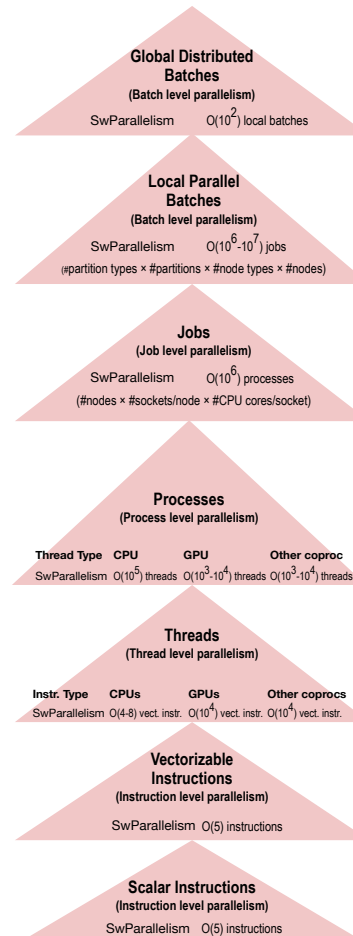 Global Distributed
Batches
(Batch level parallelism)
SwParallelism O(10^2) local batches
Local Parallel
Batches
(Batch level parallelism)
SwParallelism O(10^6-10^7) jobs
(#partition types × #partitions × #node types × #nodes)
Jobs
(Job level parallelism)
SwParallelism O(10^6) processes
(#nodes × #sockets/node × #CPU cores/socket)
Processes
(Process level parallelism)
Thread Type CPU GPU Other coproc
SwParallelism O(10^5) threads O(10^3-10^4) threads O(10^3-10^4) threads
Threads
(Thread level parallelism)
Instr. Type CPUs GPUs Other coprocs
SwParallelism O(4-8) vect. instr. O(10^4) vect. instr. O(10^4) vect. instr.
Vectorizable
Instructions
(Instruction level parallelism)
SwParallelism O(5) instructions
Scalar Instructions
(Instruction level parallelism)
SwParallelism O(5) instructions